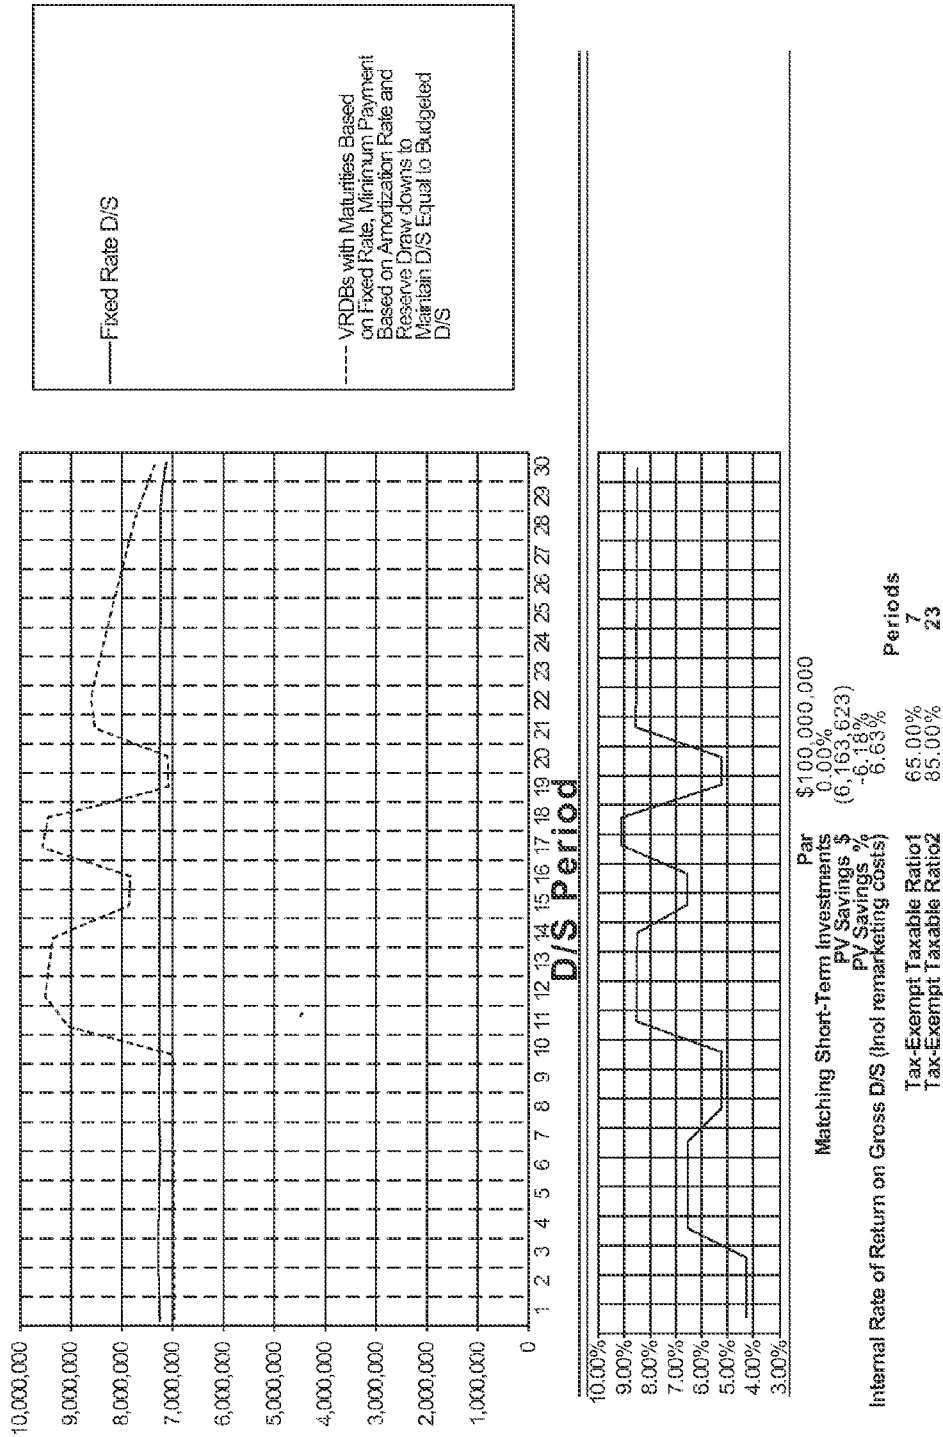 10,000,000
9,000,000
8,000,000
7,000,000
6,000,000
5,000,000
4,000,000
3,000,000
2,000,000
1,000,000
0
1 2 3 4 5 6 7 8 9 10 11 12 13 14 15 16 17 18 19 20 21 22 23 24 25 26 27 28 29 30
D/S Period
Fixed Rate D/S
VRDBs with Maturities Based
on Fixed Rate, Minimum Payment
Based on Amortization Rate and
Reserve Draw downs to
Maintain D/S Equal to Budgeted
D/S
10.00%
9.00%
8.00%
7.00%
6.00%
5.00%
4.00%
3.00%
Par $100,000,000
Matching Short-Term Investments 0.00%
PV Savings $ (6,163,623)
PV Savings % -6.18%
Internal Rate of Return on Gross D/S (Inol remarketing costs) 6.63%
Periods
Tax-Exempt Taxable Ratio1 65.00% 7
Tax-Exempt Taxable Ratio2 85.00% 23